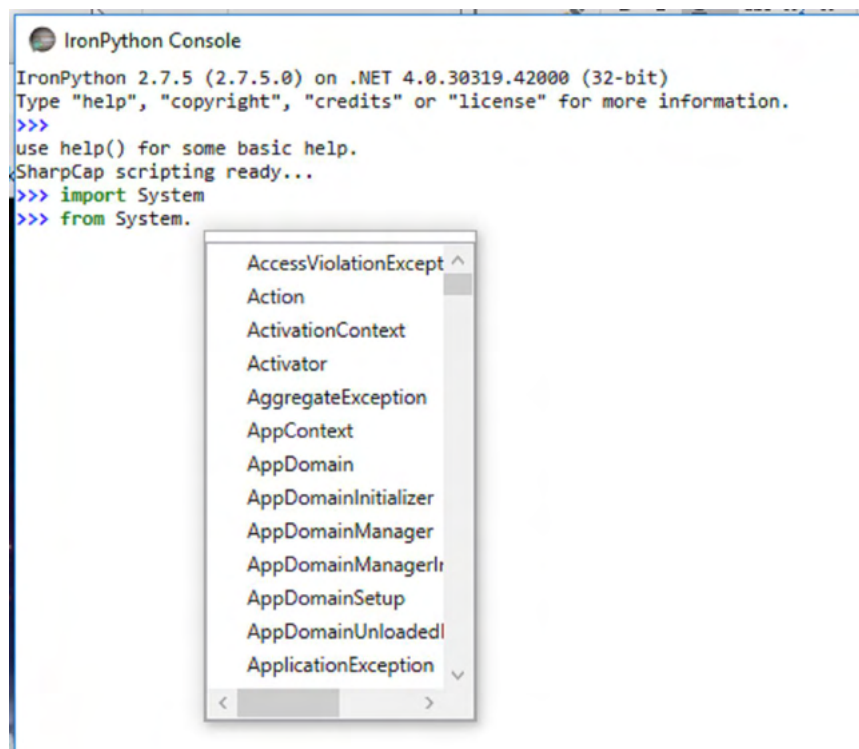 IronPython Console
IronPython 2.7.5 (2.7.5.0) on .NET 4.0.30319.42000 (32-bit)
Type "help", "copyright", "credits" or "license" for more information.
>>>
use help() for some basic help.
SharpCap scripting ready...
>>> import System
>>> from System.
AccessViolationExcept
Action
ActivationContext
Activator
AggregateException
AppContext
AppDomain
AppDomainInitializer
AppDomainManager
AppDomainManagerIn
AppDomainSetup
AppDomainUnloadedE
ApplicationException